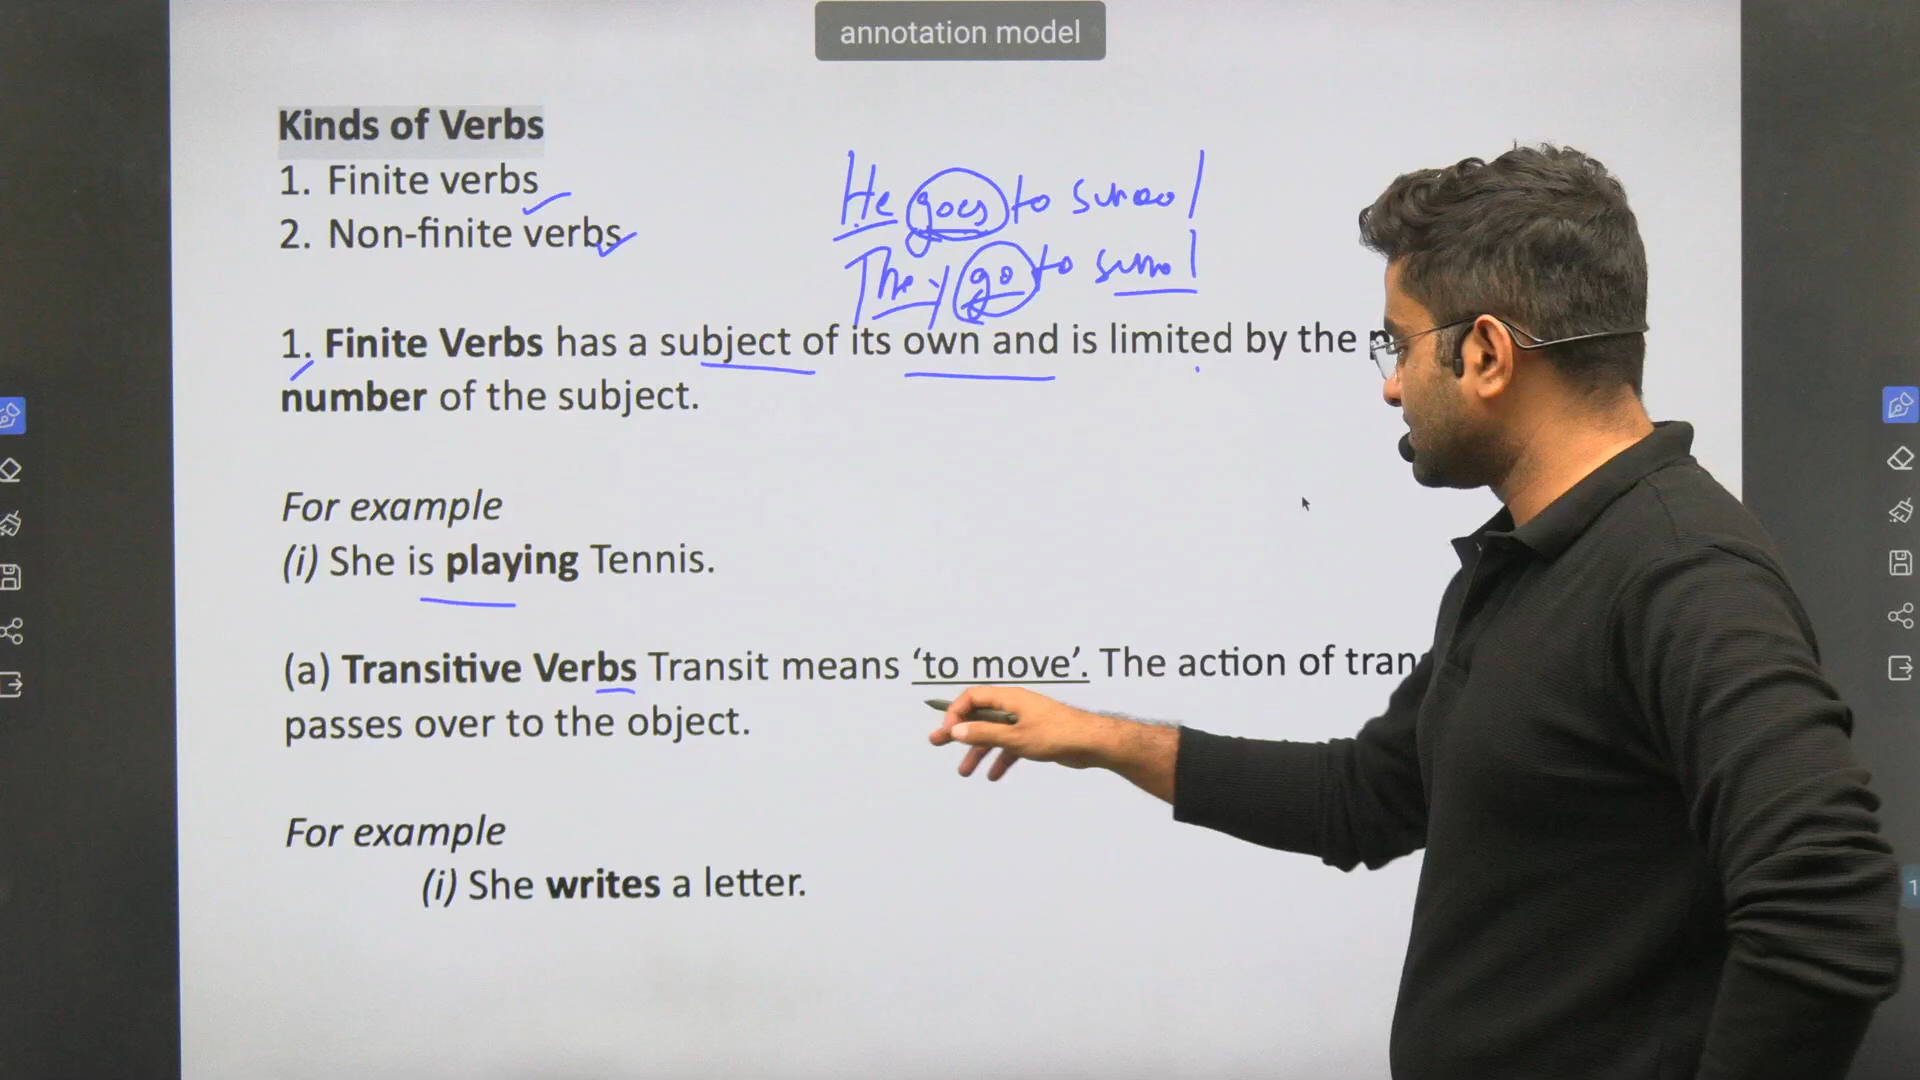 annotation model
Kinds of Verbs
1. Finite verbs
2. Non-finite verbs
He goes to school
They go to school
1. Finite Verbs has a subject of its own and is limited by the
number of the subject.
For example
(i) She is playing Tennis.
(a) Transitive Verbs Transit means ‘to move’. The action of tran
passes over to the object.
For example
(i) She writes a letter.
1